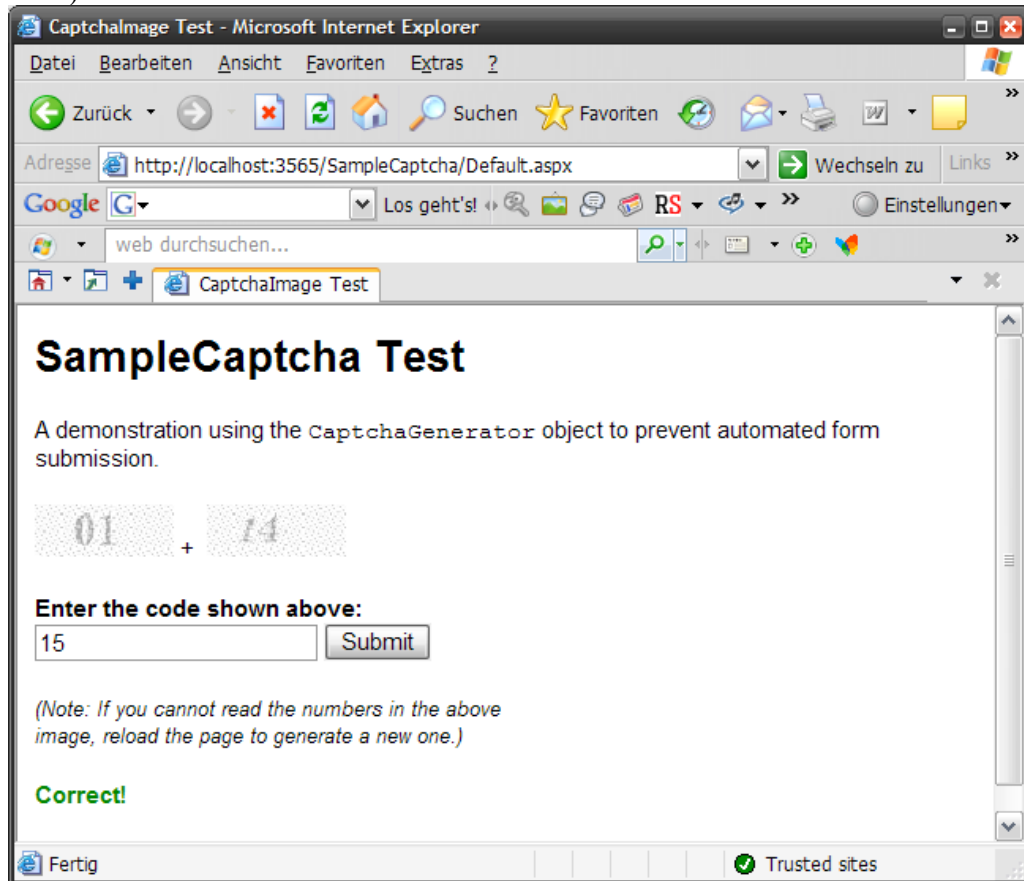 CaptchaImage Test - Microsoft Internet Explorer
Datei Bearbeiten Ansicht Favoriten Extras ?
Zurück Suchen Favoriten W »
Adresse http://localhost:3565/SampleCaptcha/Default.aspx Wechseln zu Links »
Google G Los geht's! RS » Einstellungen
web durchsuchen... »
CaptchaImage Test
SampleCaptcha Test
A demonstration using the CaptchaGenerator object to prevent automated form
submission.
01 + 14
Enter the code shown above:
15 Submit
(Note: If you cannot read the numbers in the above
image, reload the page to generate a new one.)
Correct!
Fertig Trusted sites